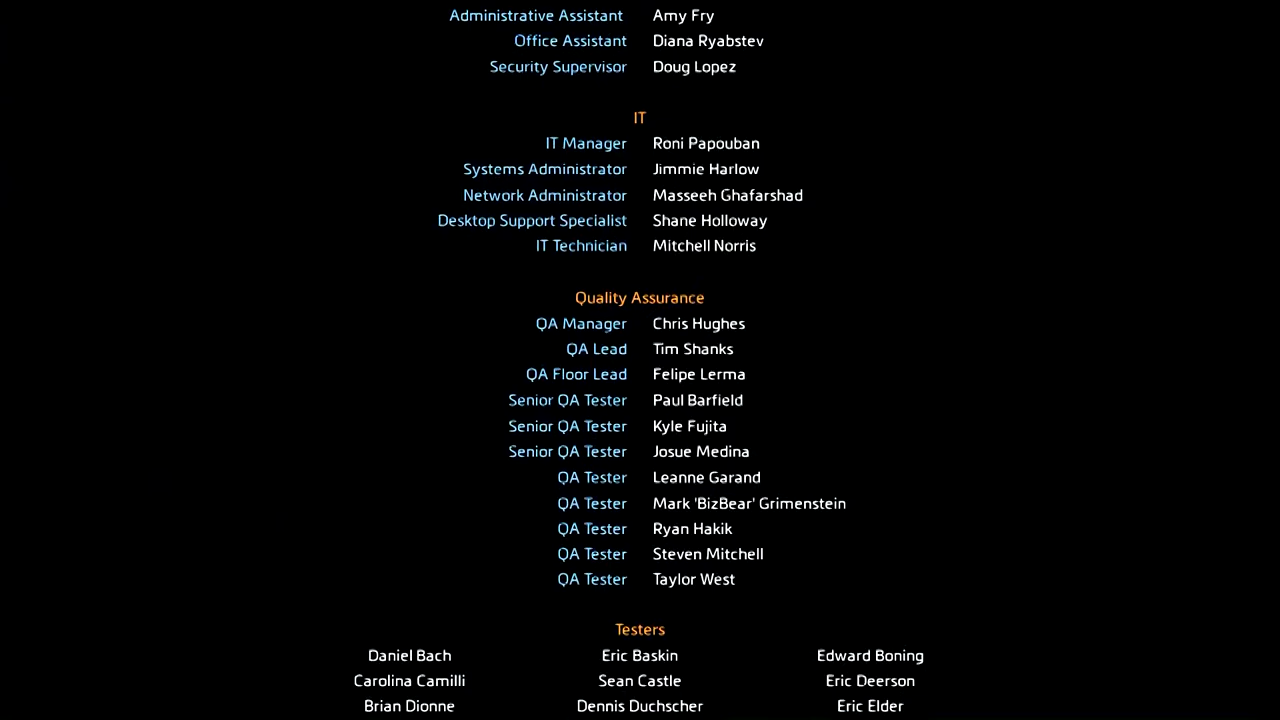 Administrative Assistant Amy Fry
Office Assistant Diana Ryabstev
Security Supervisor Doug Lopez
IT
IT Manager Roni Papouban
Systems Administrator Jimmie Harlow
Network Administrator Masseeh Ghafarshad
Desktop Support Specialist Shane Holloway
IT Technician Mitchell Norris
Quality Assurance
QA Manager Chris Hughes
QA Lead Tim Shanks
QA Floor Lead Felipe Lerma
Senior QA Tester Paul Barfield
Senior QA Tester Kyle Fujita
Senior QA Tester Josue Medina
QA Tester Leanne Garand
QA Tester Mark 'BizBear' Grimenstein
QA Tester Ryan Hakik
QA Tester Steven Mitchell
QA Tester Taylor West
Testers
Daniel Bach Eric Baskin Edward Boning
Carolina Camilli Sean Castle Eric Deerson
Brian Dionne Dennis Duchscher Eric Elder